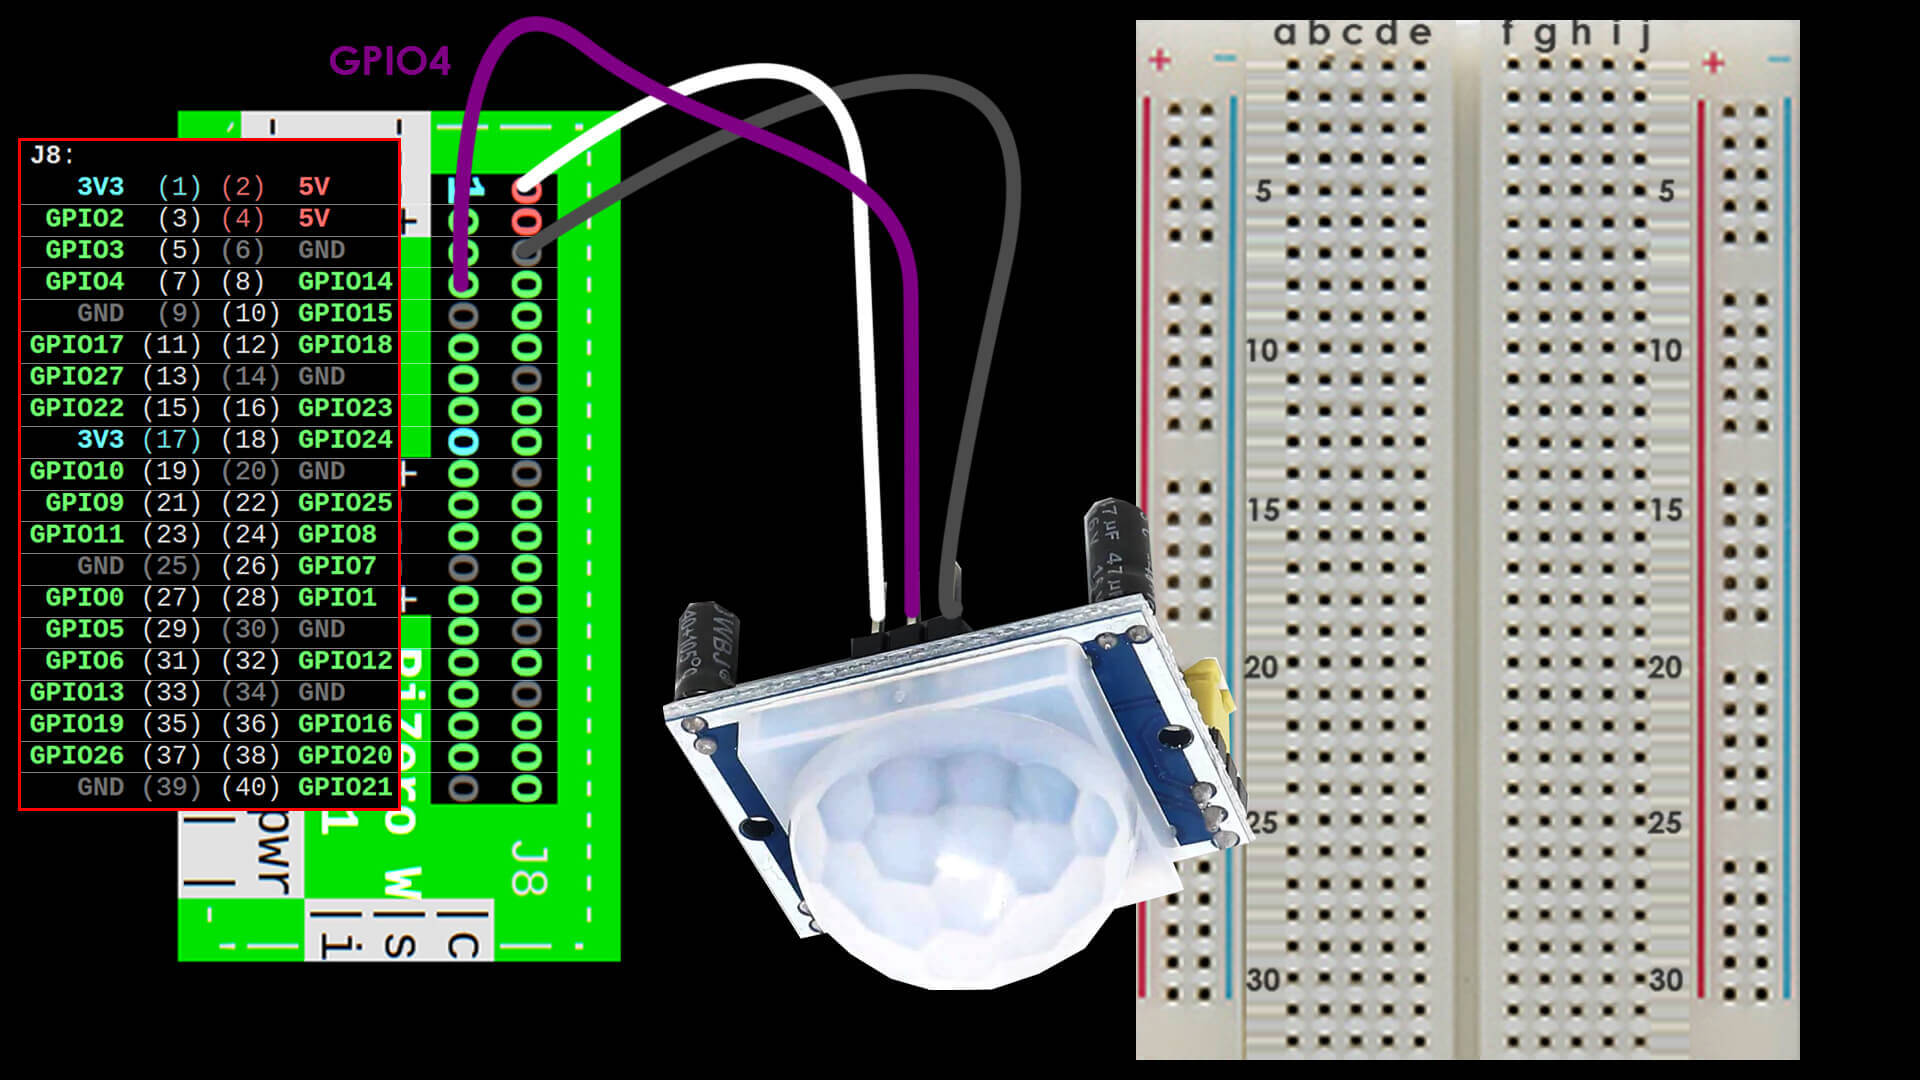 GPIO4
J8:
3V3 (1) (2) 5V
GPIO2 (3) (4) 5V
GPIO3 (5) (6) GND
GPIO4 (7) (8) GPIO14
GND (9) (10) GPIO15
GPIO17 (11) (12) GPIO18
GPIO27 (13) (14) GND
GPIO22 (15) (16) GPIO23
3V3 (17) (18) GPIO24
GPIO10 (19) (20) GND
GPIO9 (21) (22) GPIO25
GPIO11 (23) (24) GPIO8
GND (25) (26) GPIO7
GPIO0 (27) (28) GPIO1
GPIO5 (29) (30) GND
GPIO6 (31) (32) GPIO12
GPIO13 (33) (34) GND
GPIO19 (35) (36) GPIO16
GPIO26 (37) (38) GPIO20
GND (39) (40) GPIO21
1
Pi Zero W
pwr
J8
csi
47µF
a b c d e f g h i j
+ − + −
5 5
10 10
15 15
20 20
25 25
30 30